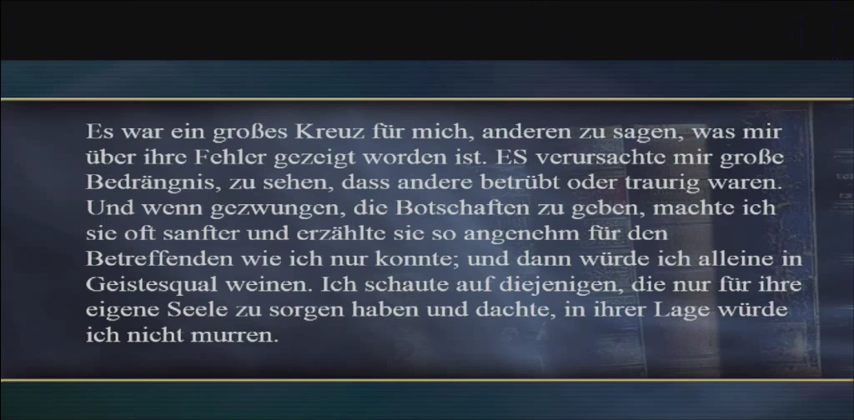 Es war ein großes Kreuz für mich, anderen zu sagen, was mir
über ihre Fehler gezeigt worden ist. ES verursachte mir große
Bedrängnis, zu sehen, dass andere betrübt oder traurig waren.
Und wenn gezwungen, die Botschaften zu geben, machte ich
sie oft sanfter und erzählte sie so angenehm für den
Betreffenden wie ich nur konnte; und dann würde ich alleine in
Geistesqual weinen. Ich schaute auf diejenigen, die nur für ihre
eigene Seele zu sorgen haben und dachte, in ihrer Lage würde
ich nicht murren.